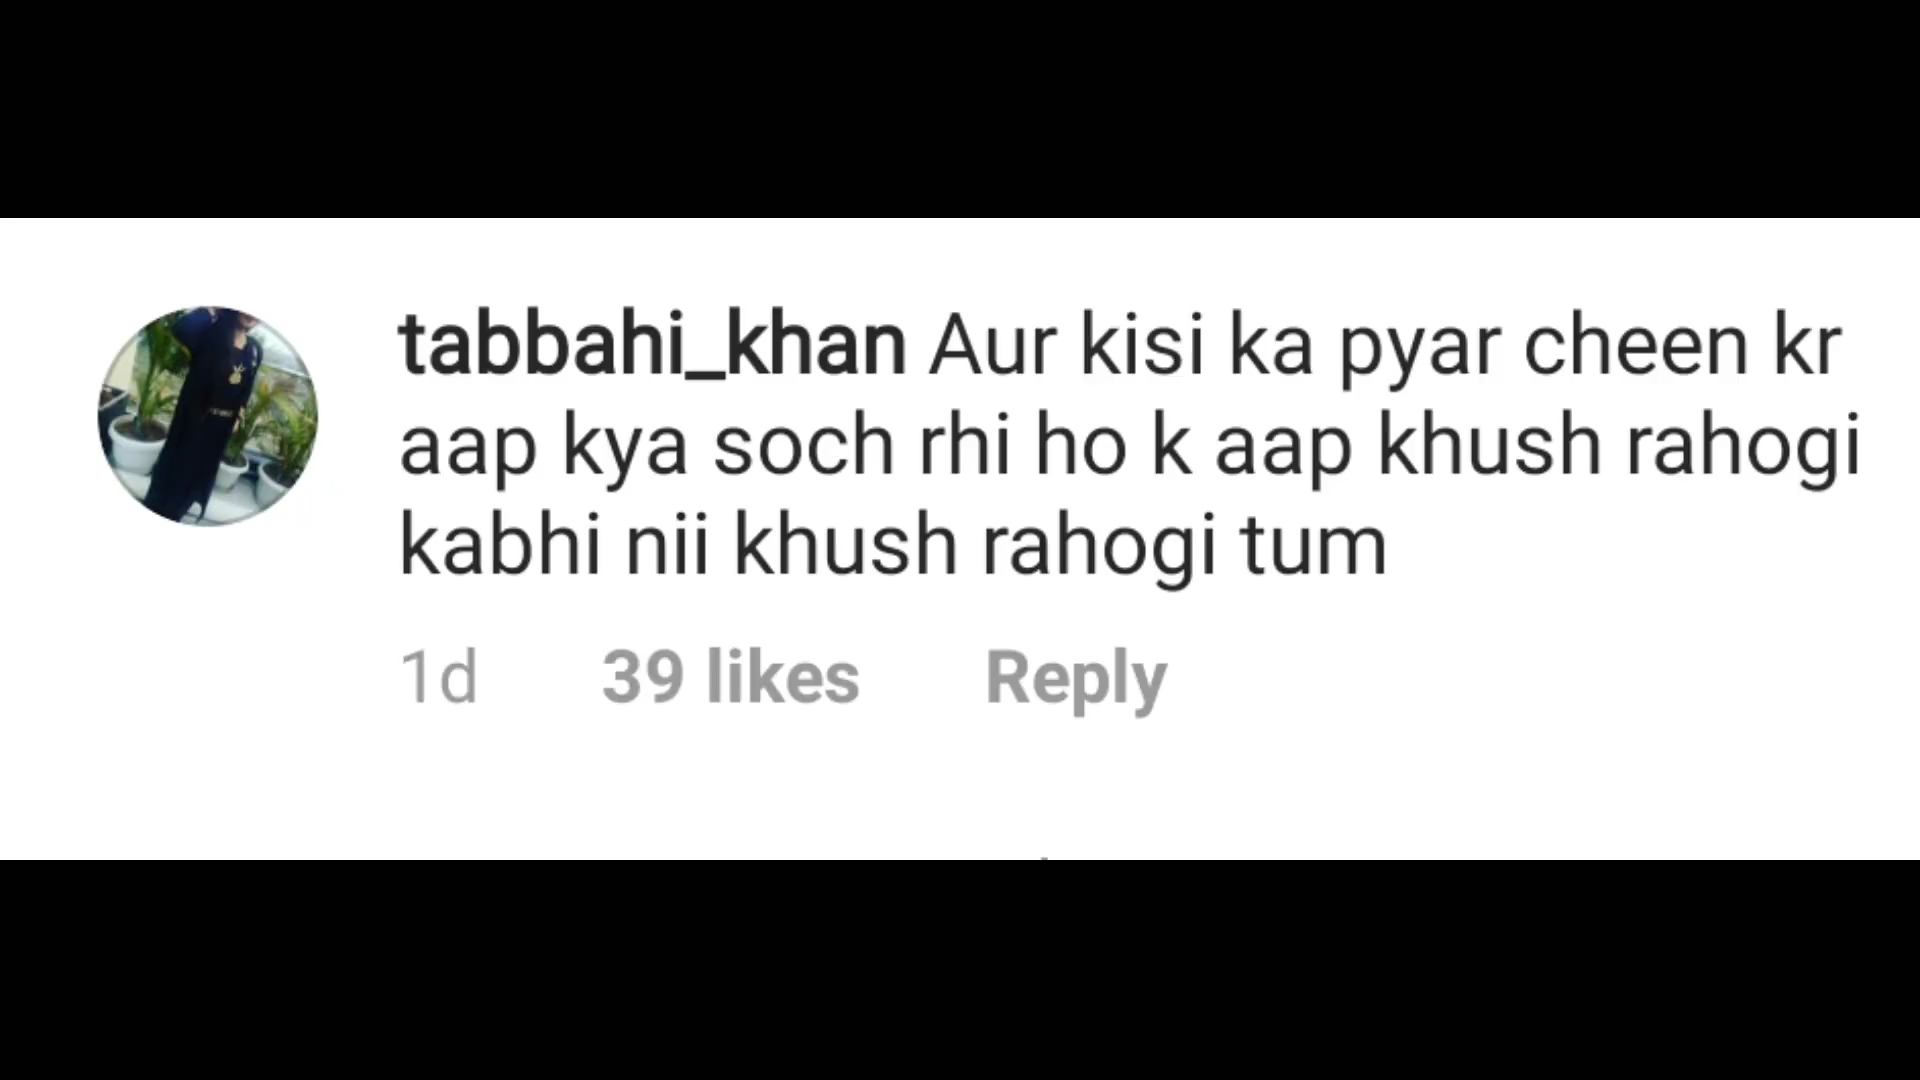 tabbahi_khan Aur kisi ka pyar cheen kr
aap kya soch rhi ho k aap khush rahogi
kabhi nii khush rahogi tum
1d 39 likes Reply